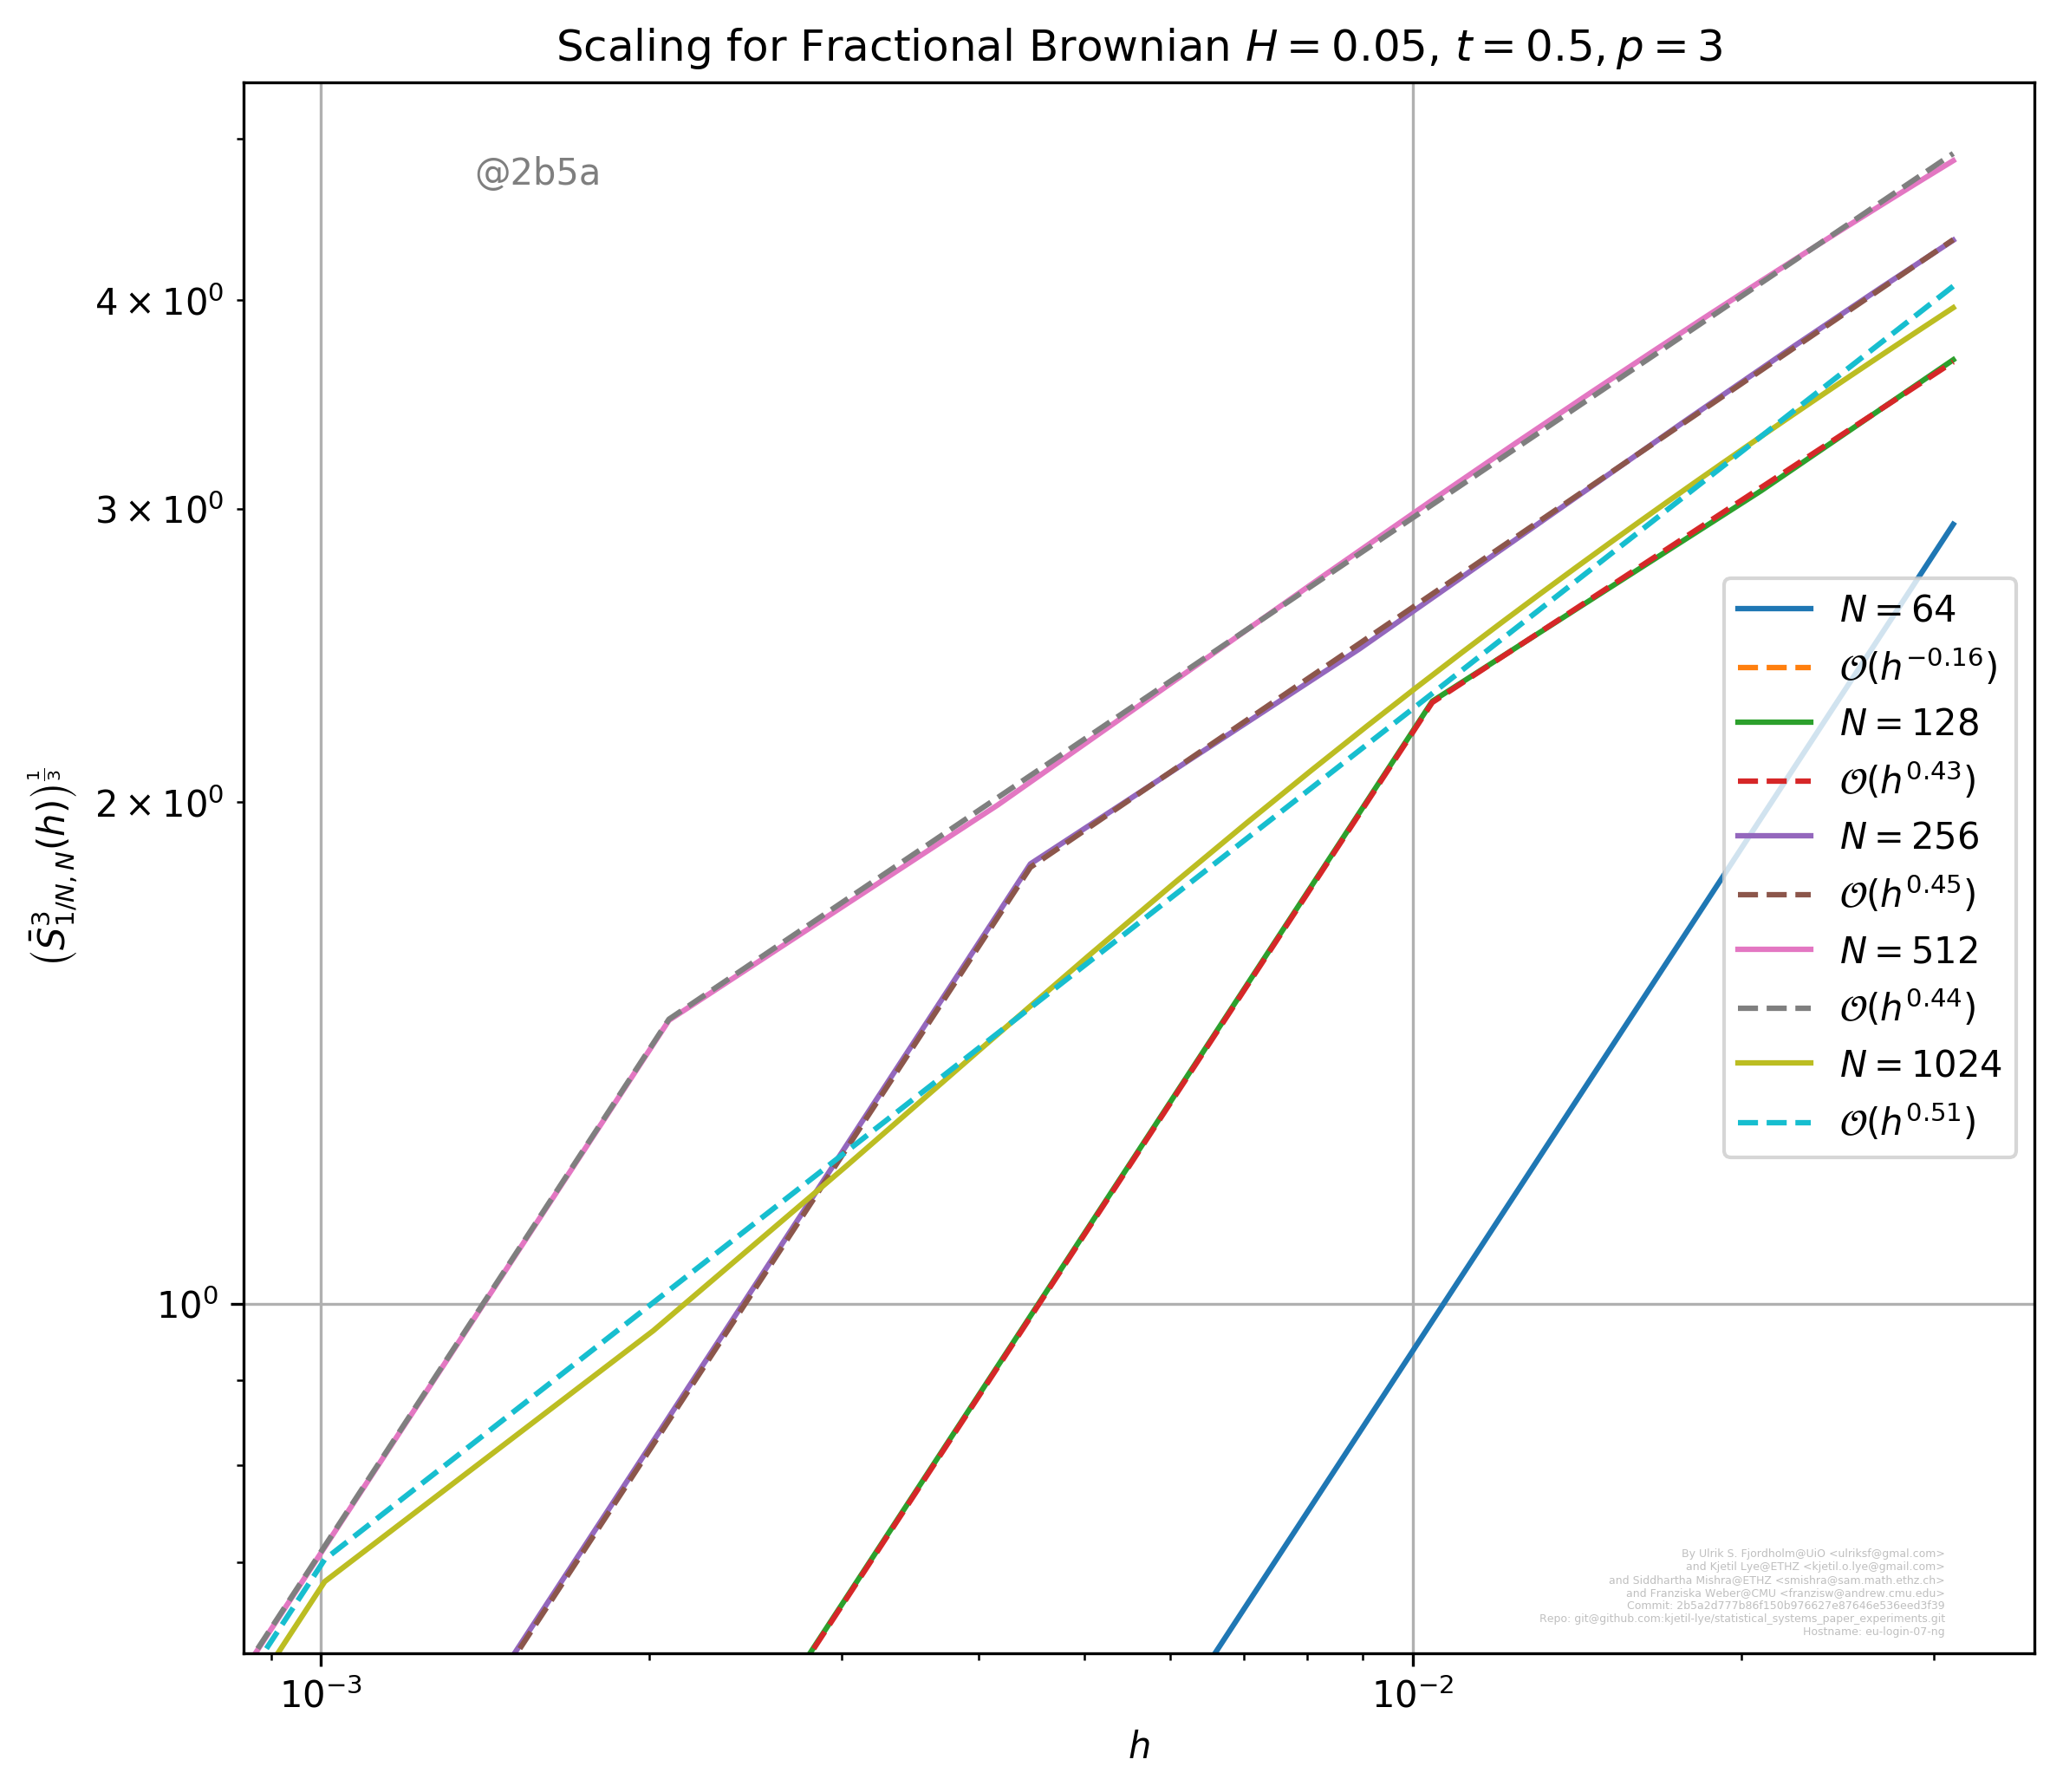 Scaling for Fractional Brownian H = 0.05, t = 0.5, p = 3
@2b5a
4 × 10⁰
3 × 10⁰
2 × 10⁰
10⁰
(S̄³₁/N, N(h))^{1/3}
N = 64
𝒪(h^{-0.16})
N = 128
𝒪(h^{0.43})
N = 256
𝒪(h^{0.45})
N = 512
𝒪(h^{0.44})
N = 1024
𝒪(h^{0.51})
By Ulrik S. Fjordholm@UiO <ulriksf@gmal.com>
and Kjetil Lye@ETHZ <kjetil.o.lye@gmail.com>
and Siddhartha Mishra@ETHZ <smishra@sam.math.ethz.ch>
and Franziska Weber@CMU <franzisw@andrew.cmu.edu>
Commit: 2b5a2d777b86f150b976627e87646e536eed3f39
Repo: git@github.com:kjetil-lye/statistical_systems_paper_experiments.git
Hostname: eu-login-07-ng
10⁻³
10⁻²
h